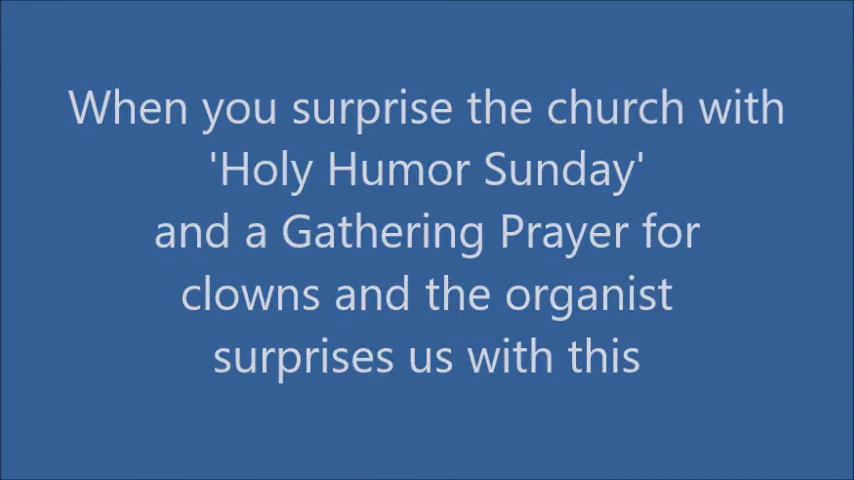 When you surprise the church with
'Holy Humor Sunday'
and a Gathering Prayer for
clowns and the organist
surprises us with this